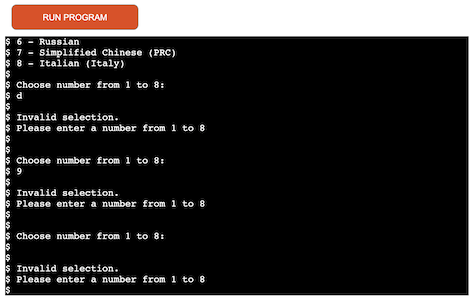 RUN PROGRAM
$ 6 - Russian
$ 7 - Simplified Chinese (PRC)
$ 8 - Italian (Italy)
$
$ Choose number from 1 to 8:
$ d
$
$ Invalid selection.
$ Please enter a number from 1 to 8
$
$
$ Choose number from 1 to 8:
$ 9
$
$ Invalid selection.
$ Please enter a number from 1 to 8
$
$
$ Choose number from 1 to 8:
$
$
$ Invalid selection.
$ Please enter a number from 1 to 8
$